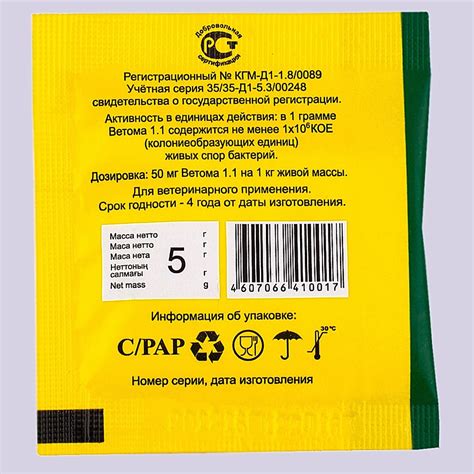 Добровольная
РСТ
сертификация
Регистрационный № КГМ-Д1-1.8/0089
Учётная серия 35/35-Д1-5.3/00248
свидетельства о государственной регистрации.
Активность в единицах действия: в 1 грамме
Ветома 1.1 содержится не менее 1х10⁶КОЕ
(колониеобразующих единиц)
живых спор бактерий.
Дозировка: 50 мг Ветома 1.1 на 1 кг живой массы.
Для ветеринарного применения.
Срок годности - 4 года от даты изготовления.
Масса нетто г
Маса нетто г
Маса нета г
Неттоның
салмағы г
Net mass g
5
4607066410017
Информация об упаковке:
C/PAP
30°C
Номер серии, дата изготовления